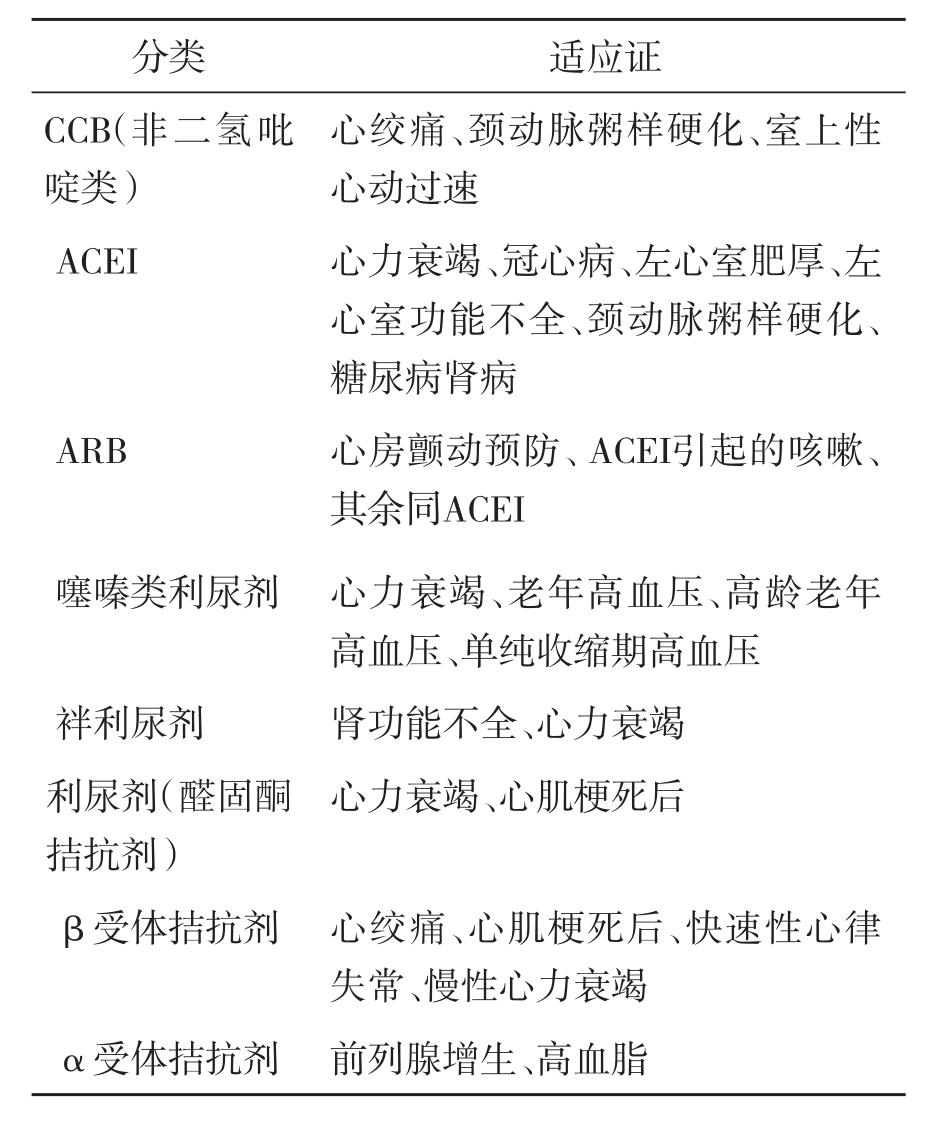 分类 适应证
CCB(非二氢吡 心绞痛、颈动脉粥样硬化、室上性
啶类) 心动过速
ACEI 心力衰竭、冠心病、左心室肥厚、左
心室功能不全、颈动脉粥样硬化、
糖尿病肾病
ARB 心房颤动预防、ACEI引起的咳嗽、
其余同ACEI
噻嗪类利尿剂 心力衰竭、老年高血压、高龄老年
高血压、单纯收缩期高血压
袢利尿剂 肾功能不全、心力衰竭
利尿剂(醛固酮 心力衰竭、心肌梗死后
拮抗剂)
β受体拮抗剂 心绞痛、心肌梗死后、快速性心律
失常、慢性心力衰竭
α受体拮抗剂 前列腺增生、高血脂